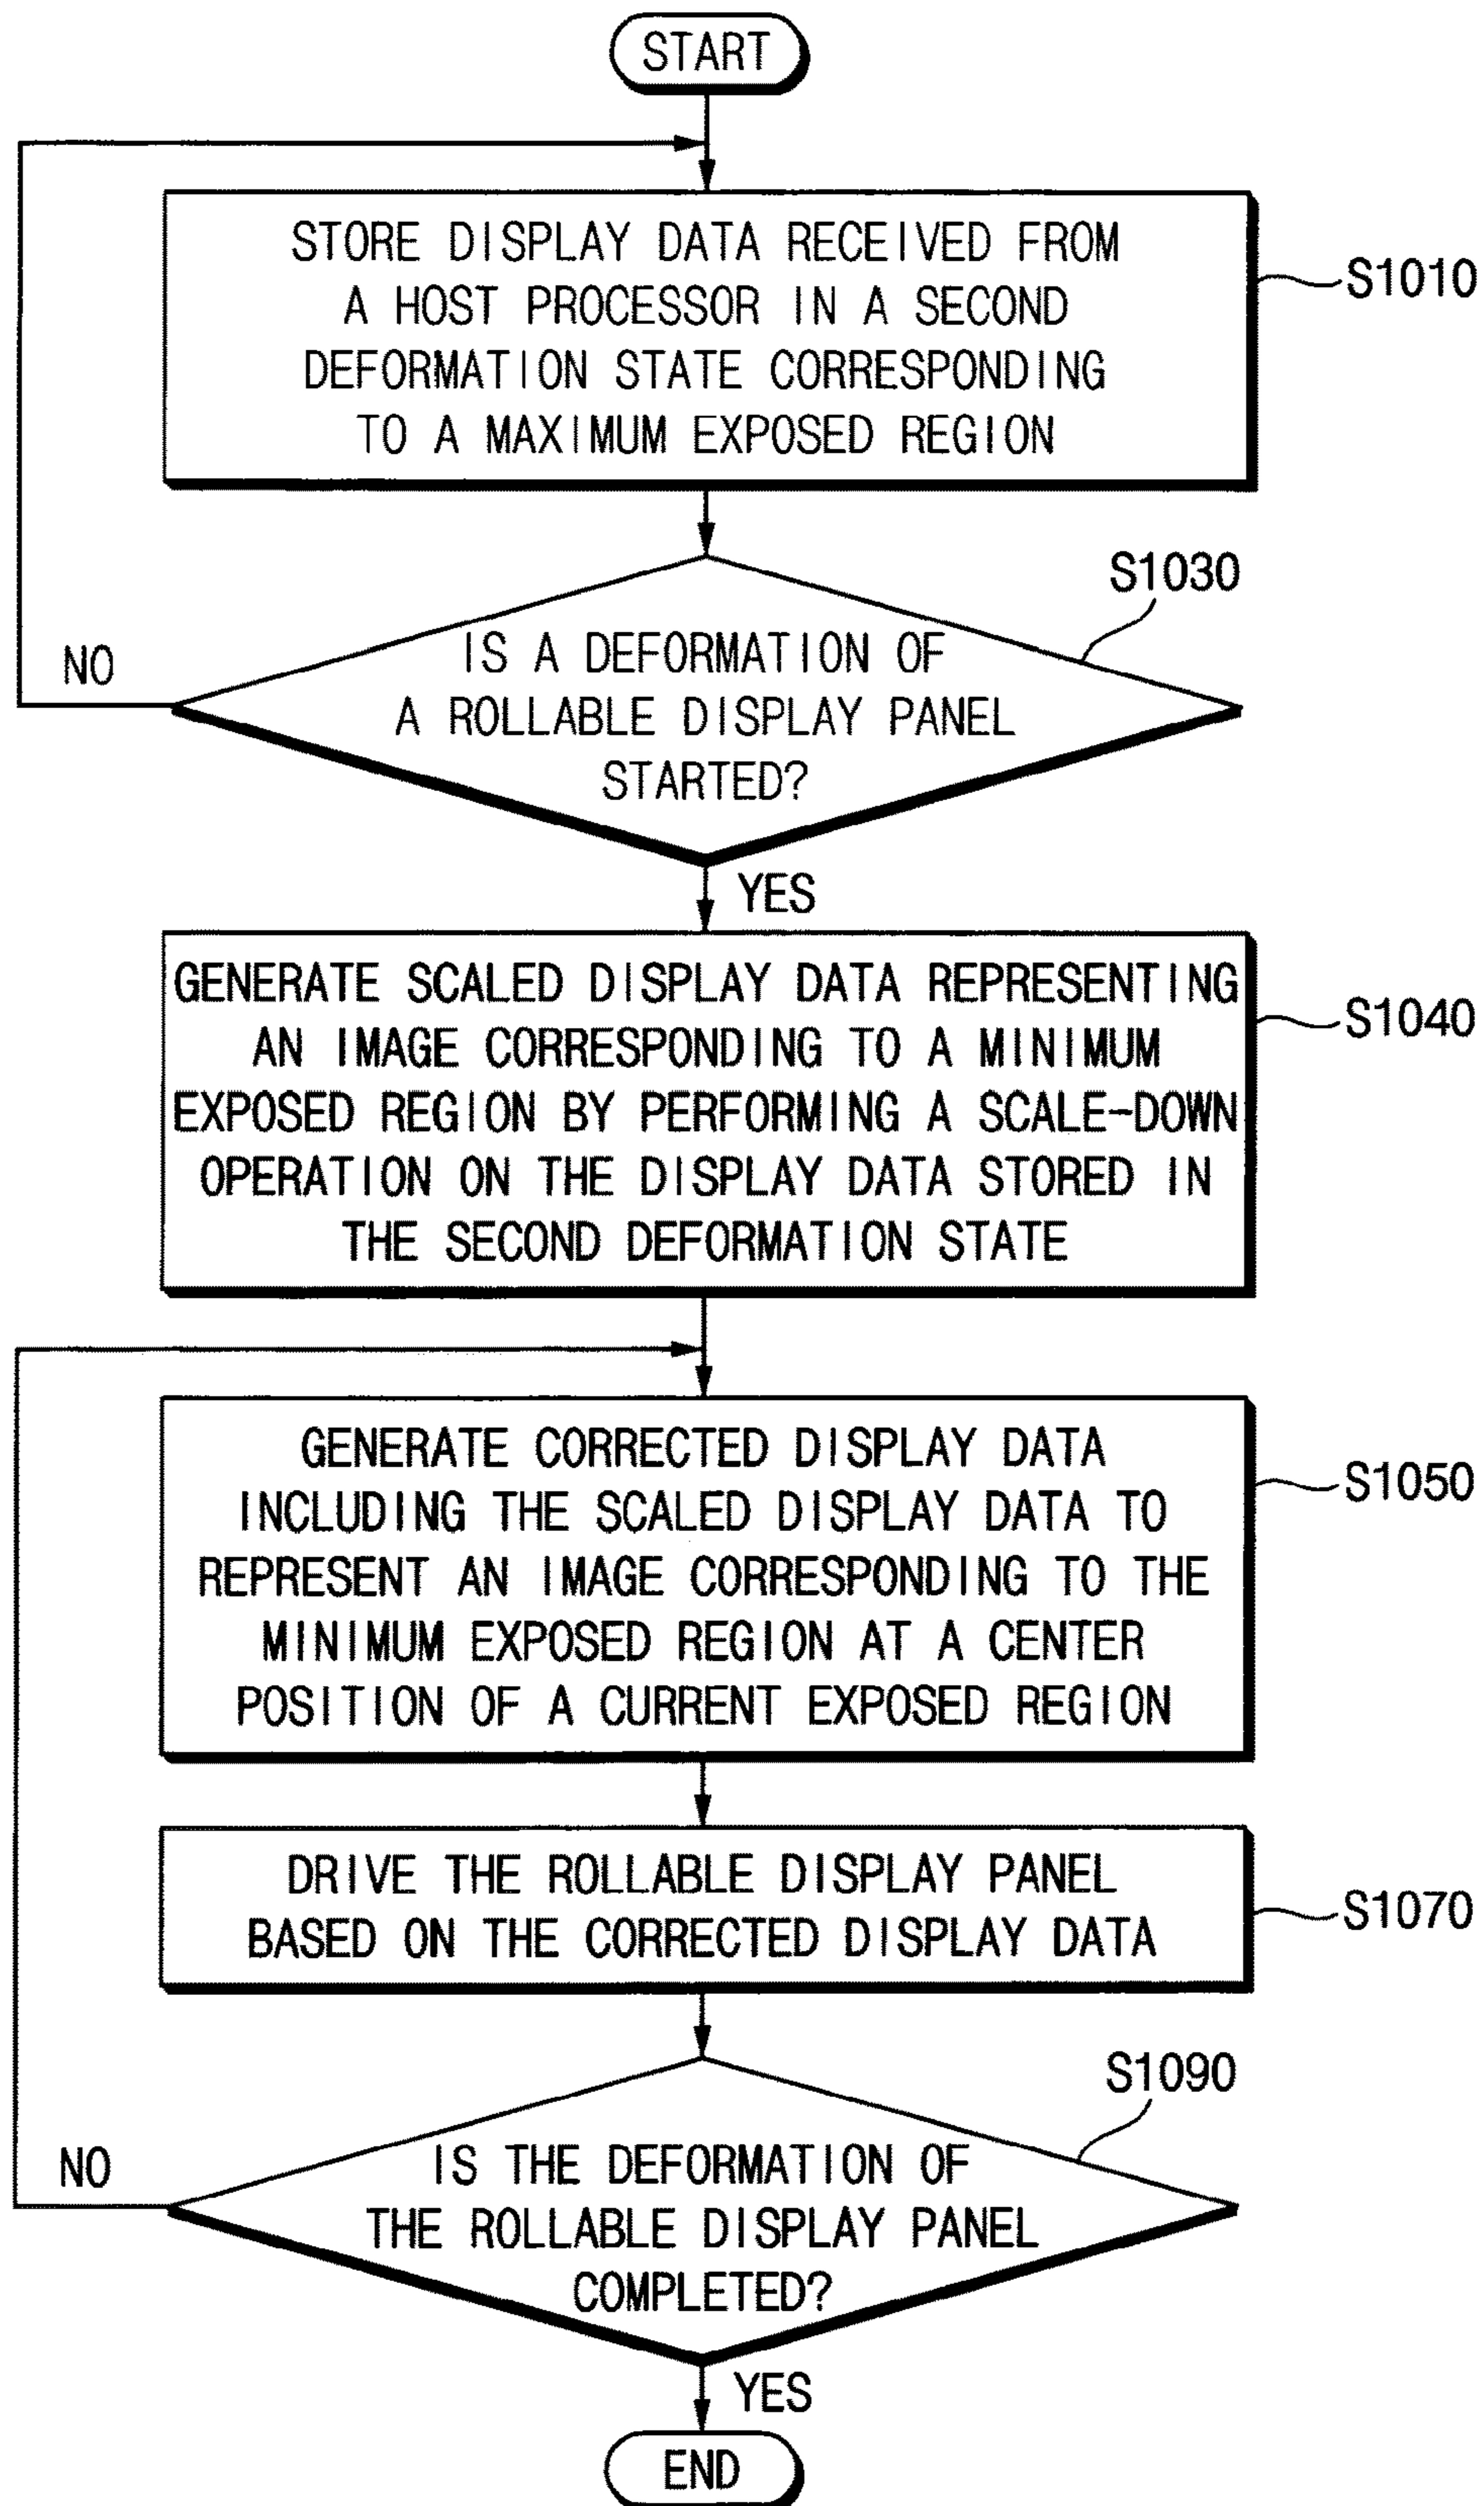 START
STORE DISPLAY DATA RECEIVED FROM
A HOST PROCESSOR IN A SECOND
DEFORMATION STATE CORRESPONDING
TO A MAXIMUM EXPOSED REGION
S1010
S1030
IS A DEFORMATION OF
A ROLLABLE DISPLAY PANEL
STARTED?
NO
YES
GENERATE SCALED DISPLAY DATA REPRESENTING
AN IMAGE CORRESPONDING TO A MINIMUM
EXPOSED REGION BY PERFORMING A SCALE-DOWN
OPERATION ON THE DISPLAY DATA STORED IN
THE SECOND DEFORMATION STATE
S1040
GENERATE CORRECTED DISPLAY DATA
INCLUDING THE SCALED DISPLAY DATA TO
REPRESENT AN IMAGE CORRESPONDING TO THE
MINIMUM EXPOSED REGION AT A CENTER
POSITION OF A CURRENT EXPOSED REGION
S1050
DRIVE THE ROLLABLE DISPLAY PANEL
BASED ON THE CORRECTED DISPLAY DATA
S1070
S1090
IS THE DEFORMATION OF
THE ROLLABLE DISPLAY PANEL
COMPLETED?
NO
YES
END